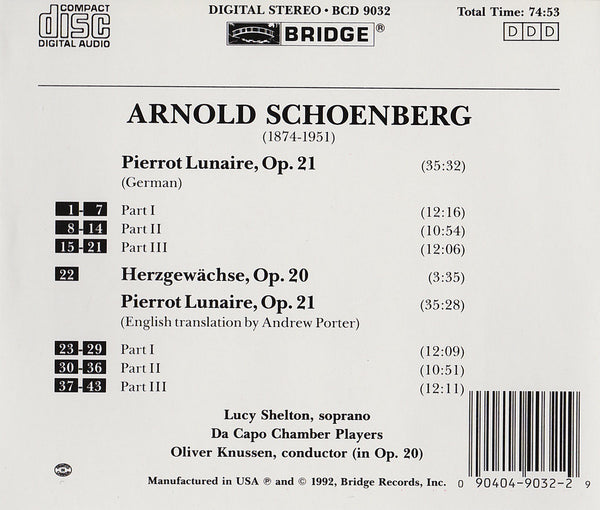 COMPACT disc DIGITAL AUDIO
DIGITAL STEREO • BCD 9032
BRIDGE®
Total Time: 74:53
D D D
ARNOLD SCHOENBERG
(1874-1951)
Pierrot Lunaire, Op. 21 (35:32)
(German)
1-7 Part I (12:16)
8-14 Part II (10:54)
15-21 Part III (12:06)
22 Herzgewächse, Op. 20 (3:35)
Pierrot Lunaire, Op. 21 (35:28)
(English translation by Andrew Porter)
23-29 Part I (12:09)
30-36 Part II (10:51)
37-43 Part III (12:11)
Lucy Shelton, soprano
Da Capo Chamber Players
Oliver Knussen, conductor (in Op. 20)
Manufactured in USA ℗ and © 1992, Bridge Records, Inc.
0 90404-9032-2 9